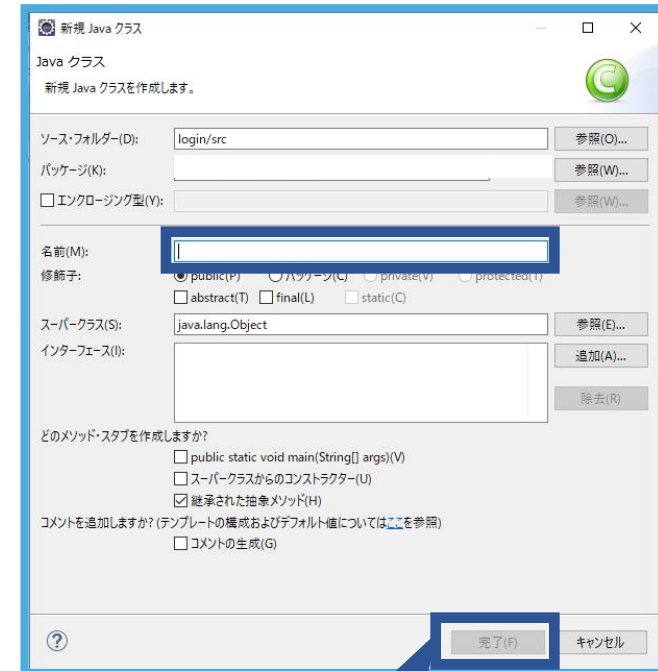 新規 Java クラス
Java クラス
新規 Java クラスを作成します。
C
ソース・フォルダー(D): login/src 参照(O)...
パッケージ(K): 参照(W)...
エンクロージング型(Y): 参照(W)...
名前(M):
修飾子: public(P) パッケージ(C) private(V) protected(T)
abstract(T) final(L) static(C)
スーパークラス(S): java.lang.Object 参照(E)...
インターフェース(I): 追加(A)...
除去(R)
どのメソッド・スタブを作成しますか?
public static void main(String[] args)(V)
スーパークラスからのコンストラクター(U)
継承された抽象メソッド(H)
コメントを追加しますか? (テンプレートの構成およびデフォルト値についてはここを参照)
コメントの生成(G)
? 完了(F) キャンセル